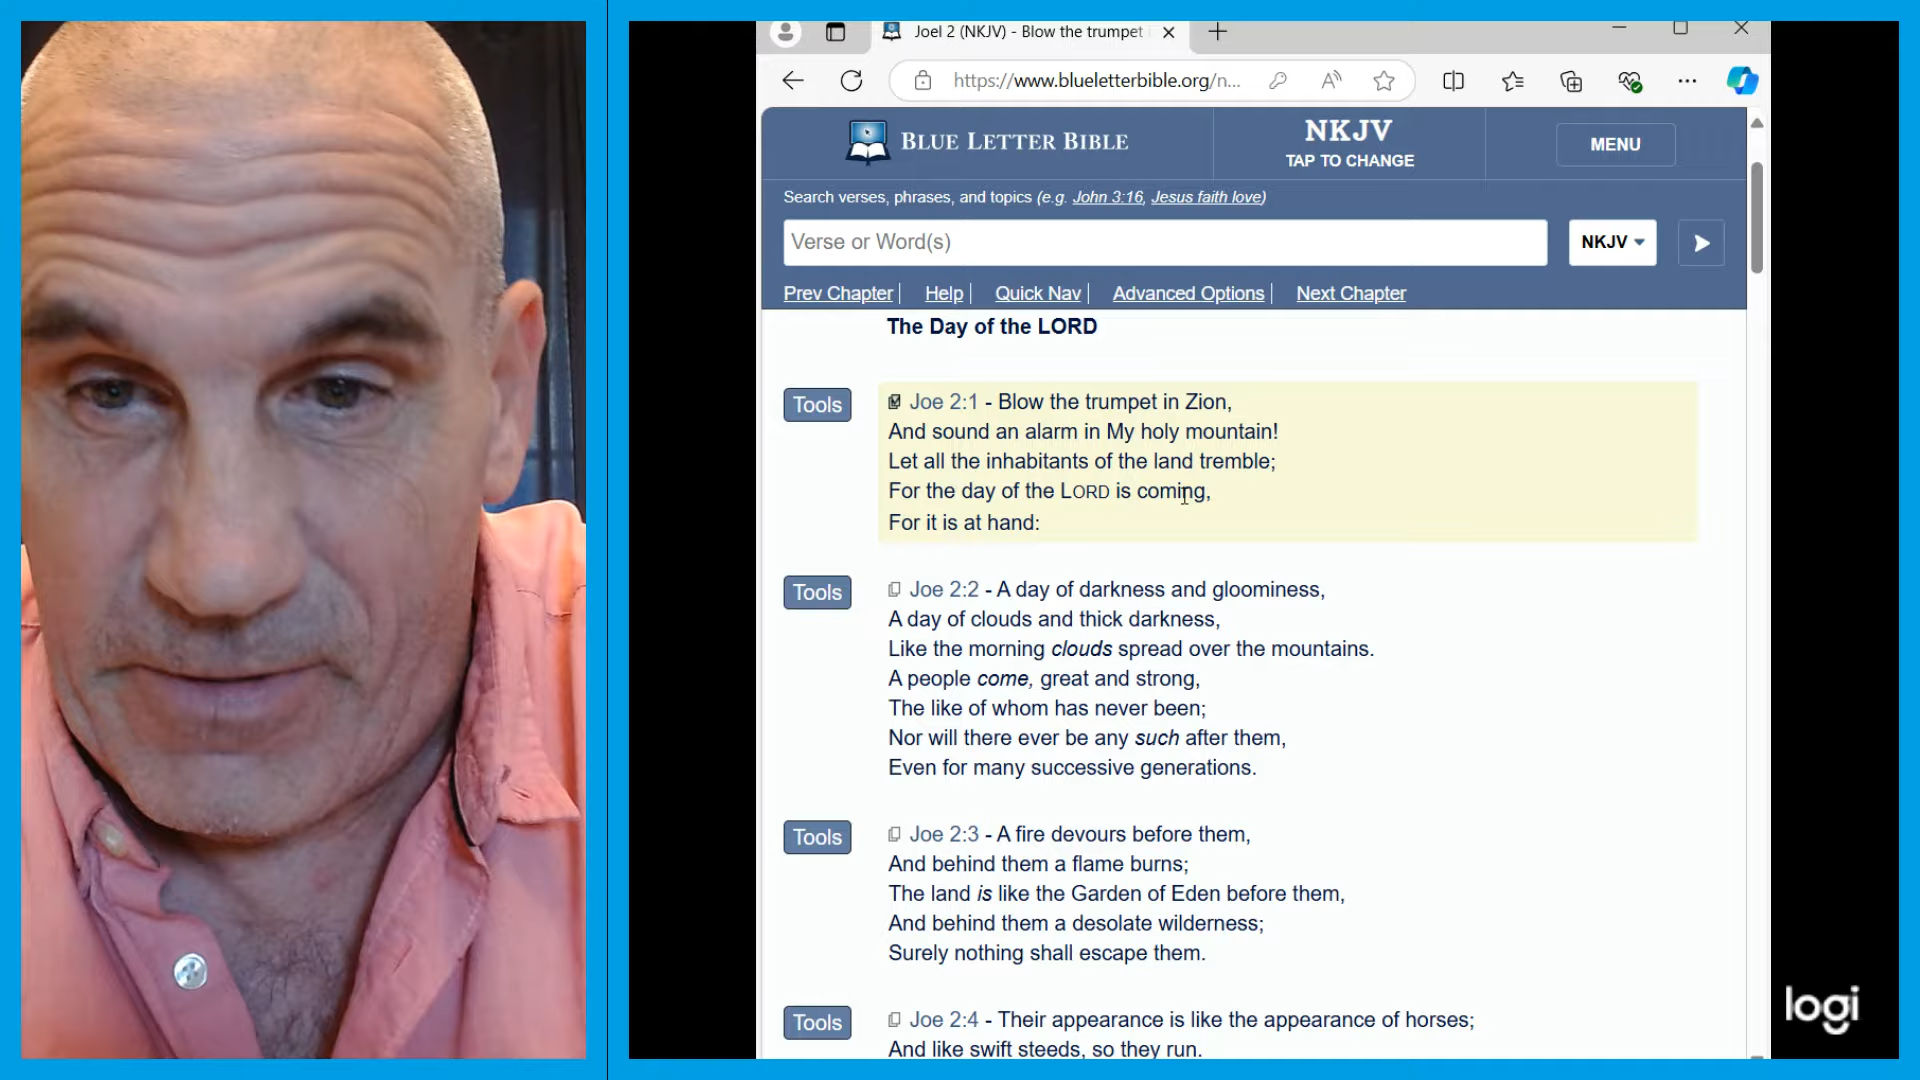 Joel 2 (NKJV) - Blow the trumpet
https://www.blueletterbible.org/n...
BLUE LETTER BIBLE
NKJV
TAP TO CHANGE
MENU
Search verses, phrases, and topics (e.g. John 3:16, Jesus faith love)
Verse or Word(s)
NKJV
Prev Chapter | Help | Quick Nav | Advanced Options | Next Chapter
The Day of the LORD
Tools
Joe 2:1 - Blow the trumpet in Zion,
And sound an alarm in My holy mountain!
Let all the inhabitants of the land tremble;
For the day of the LORD is coming,
For it is at hand:
Tools
Joe 2:2 - A day of darkness and gloominess,
A day of clouds and thick darkness,
Like the morning clouds spread over the mountains.
A people come, great and strong,
The like of whom has never been;
Nor will there ever be any such after them,
Even for many successive generations.
Tools
Joe 2:3 - A fire devours before them,
And behind them a flame burns;
The land is like the Garden of Eden before them,
And behind them a desolate wilderness;
Surely nothing shall escape them.
Tools
Joe 2:4 - Their appearance is like the appearance of horses;
And like swift steeds, so they run.
logi